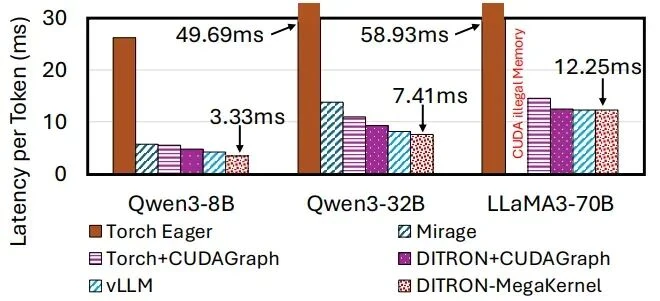 Latency per Token (ms)
30
20
10
0
49.69ms
58.93ms
3.33ms
7.41ms
12.25ms
CUDA illegal Memory
Qwen3-8B
Qwen3-32B
LLaMA3-70B
Torch Eager
Mirage
Torch+CUDAGraph
DITRON+CUDAGraph
vLLM
DITRON-MegaKernel